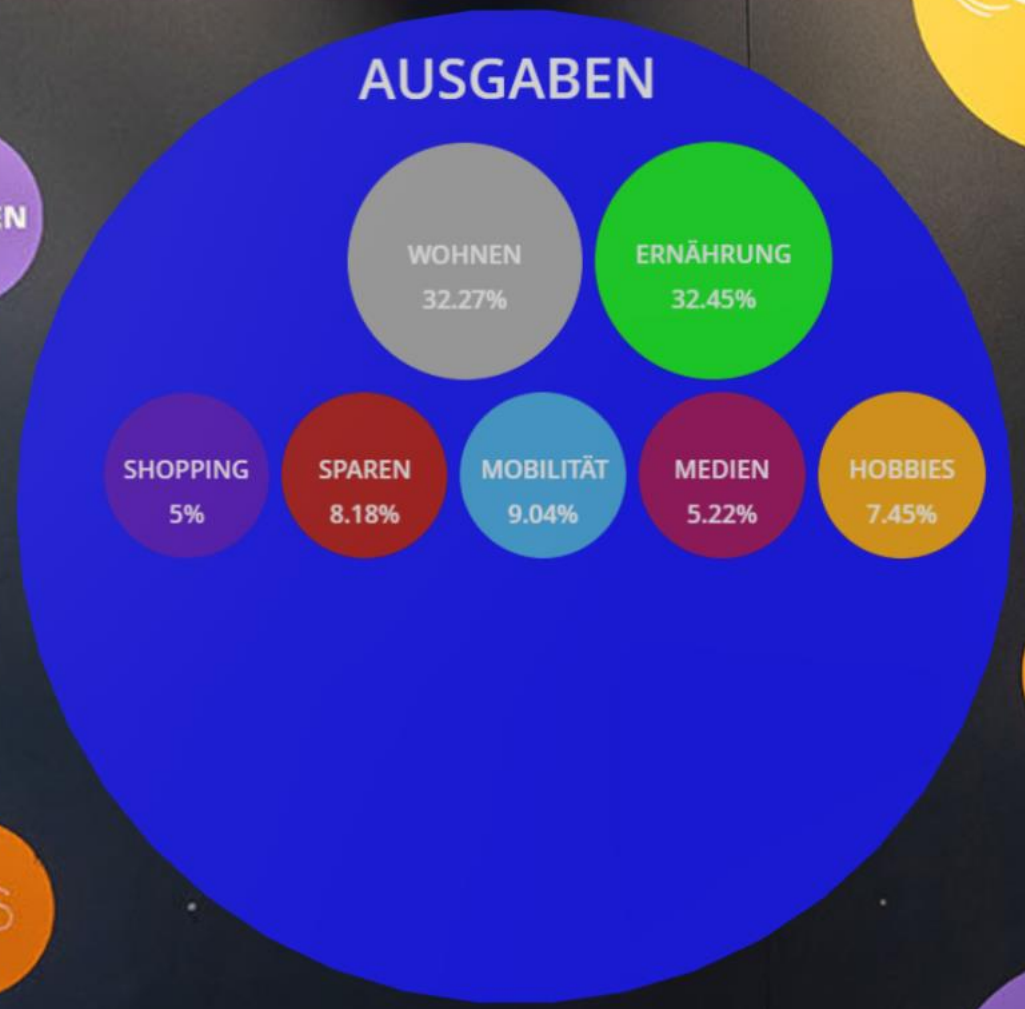 AUSGABEN
EN
WOHNEN
32.27%
ERNÄHRUNG
32.45%
SHOPPING
5%
SPAREN
8.18%
MOBILITÄT
9.04%
MEDIEN
5.22%
HOBBIES
7.45%
S